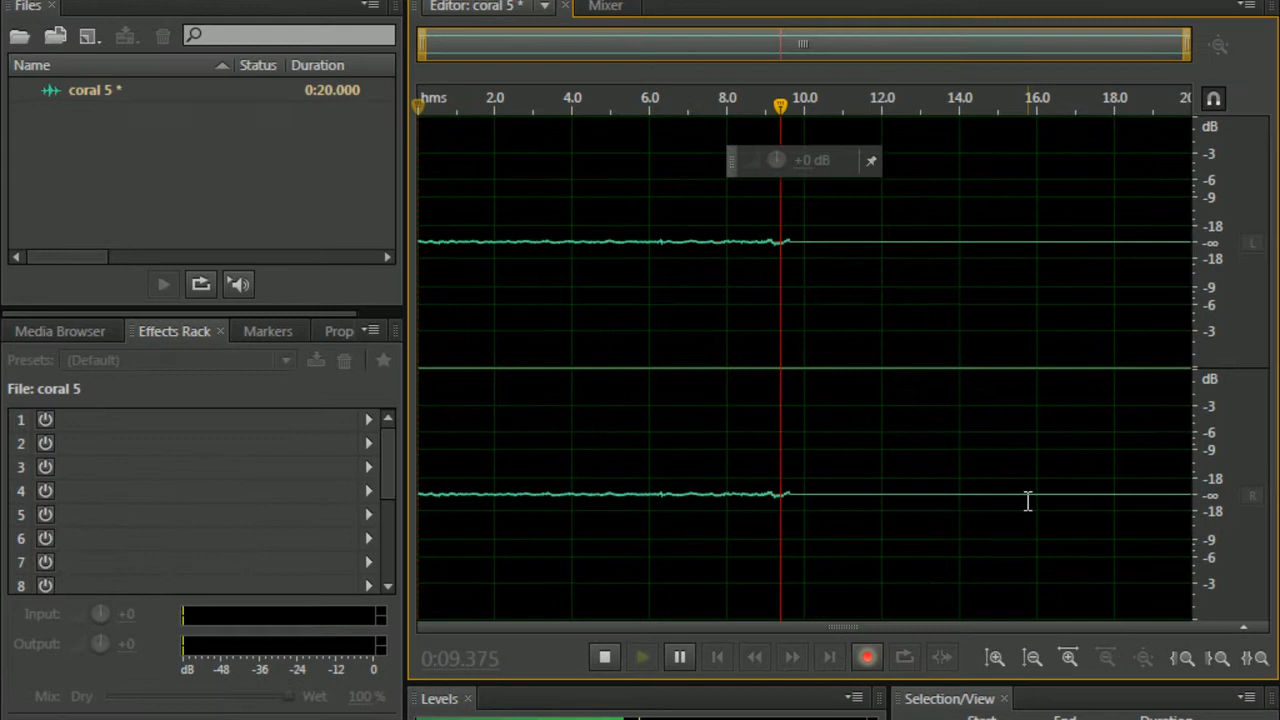 Files ×
Name Status Duration
coral 5 * 0:20.000
Media Browser Effects Rack × Markers Prop
Presets: (Default)
File: coral 5
1
2
3
4
5
6
7
8
Input: +0
Output: +0
dB -48 -36 -24 -12 0
Mix: Dry Wet 100 %
Editor: coral 5 * × Mixer
hms 2.0 4.0 6.0 8.0 10.0 12.0 14.0 16.0 18.0
+0 dB
dB
-3
-6
-9
-18
-∞ L
-18
-9
-6
-3
dB
-3
-6
-9
-18
-∞ R
-18
-9
-6
-3
0:09.375
Levels × Selection/View ×
Start End Duration